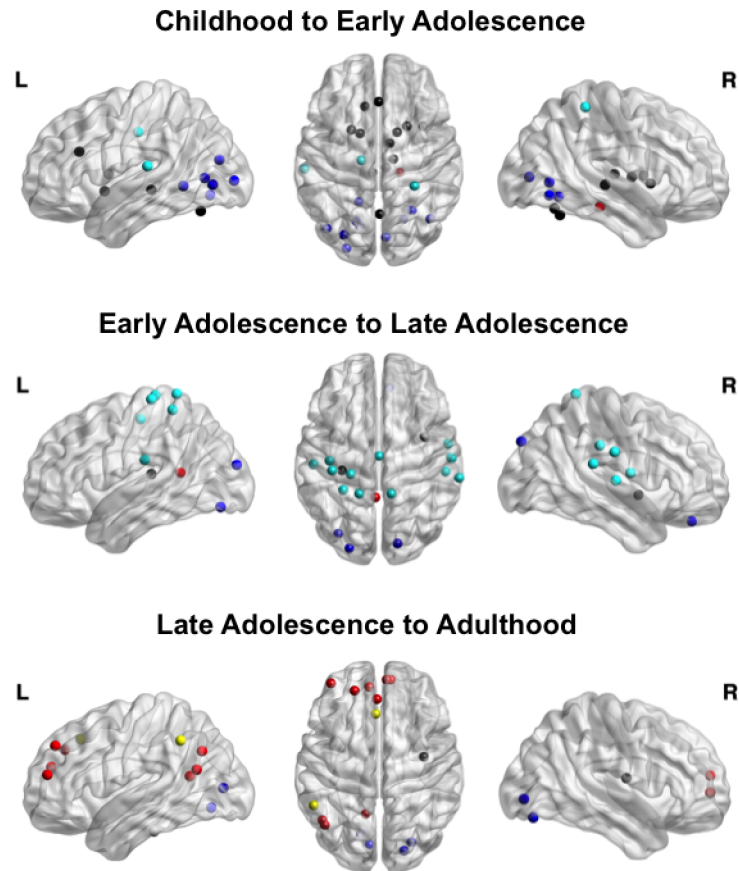 Childhood to Early Adolescence
L
R
Early Adolescence to Late Adolescence
L
R
Late Adolescence to Adulthood
L
R